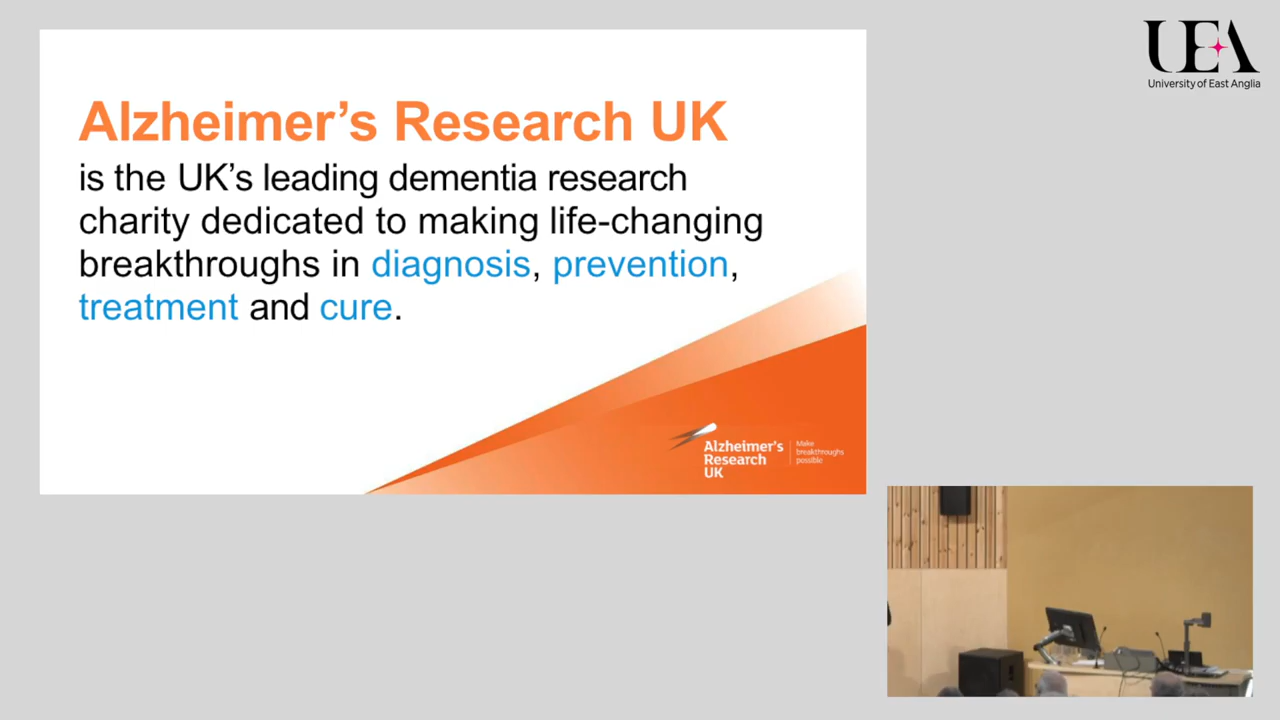 Alzheimer's Research UK
is the UK's leading dementia research
charity dedicated to making life-changing
breakthroughs in diagnosis, prevention,
treatment and cure.
Alzheimer's
Research
UK
Make
breakthroughs
possible
UEA
University of East Anglia